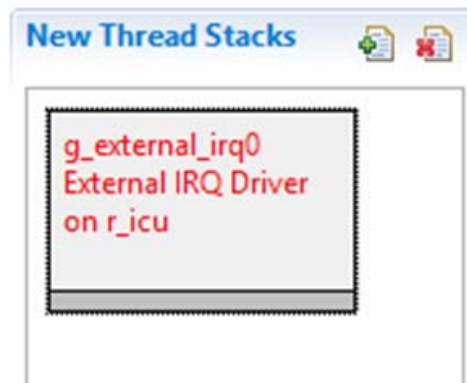 New Thread Stacks
g_external_irq0
External IRQ Driver
on r_icu